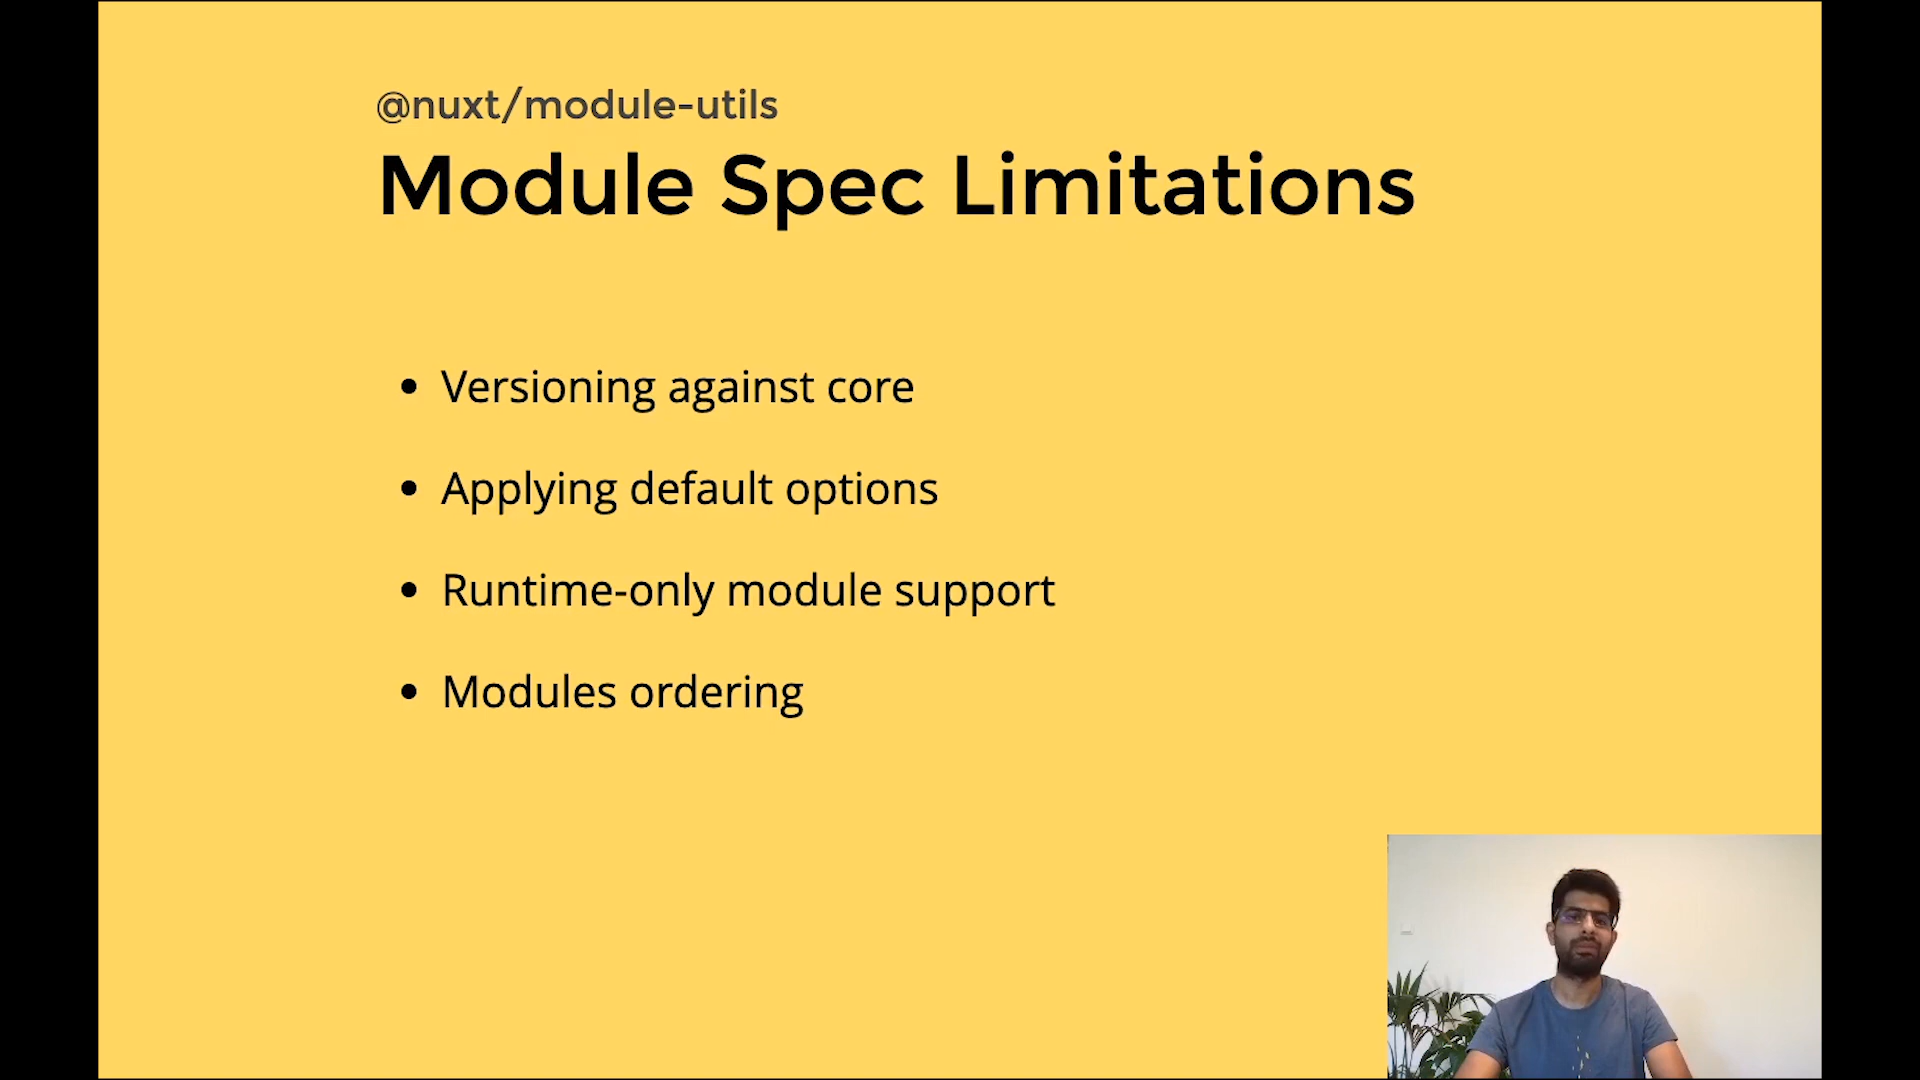 @nuxt/module-utils
Module Spec Limitations
• Versioning against core
• Applying default options
• Runtime-only module support
• Modules ordering